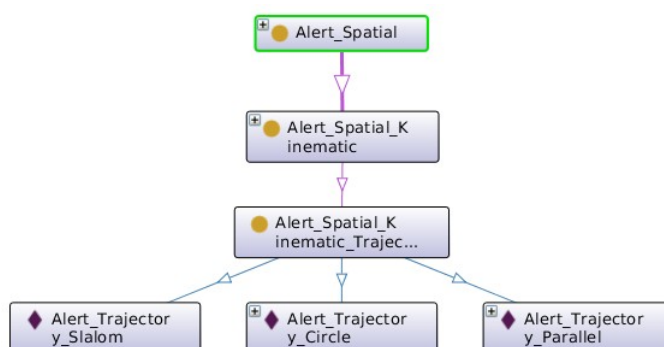 Alert_Spatial
Alert_Spatial_K
inematic
Alert_Spatial_K
inematic_Trajec...
Alert_Trajector
y_Slalom
Alert_Trajector
y_Circle
Alert_Trajector
y_Parallel